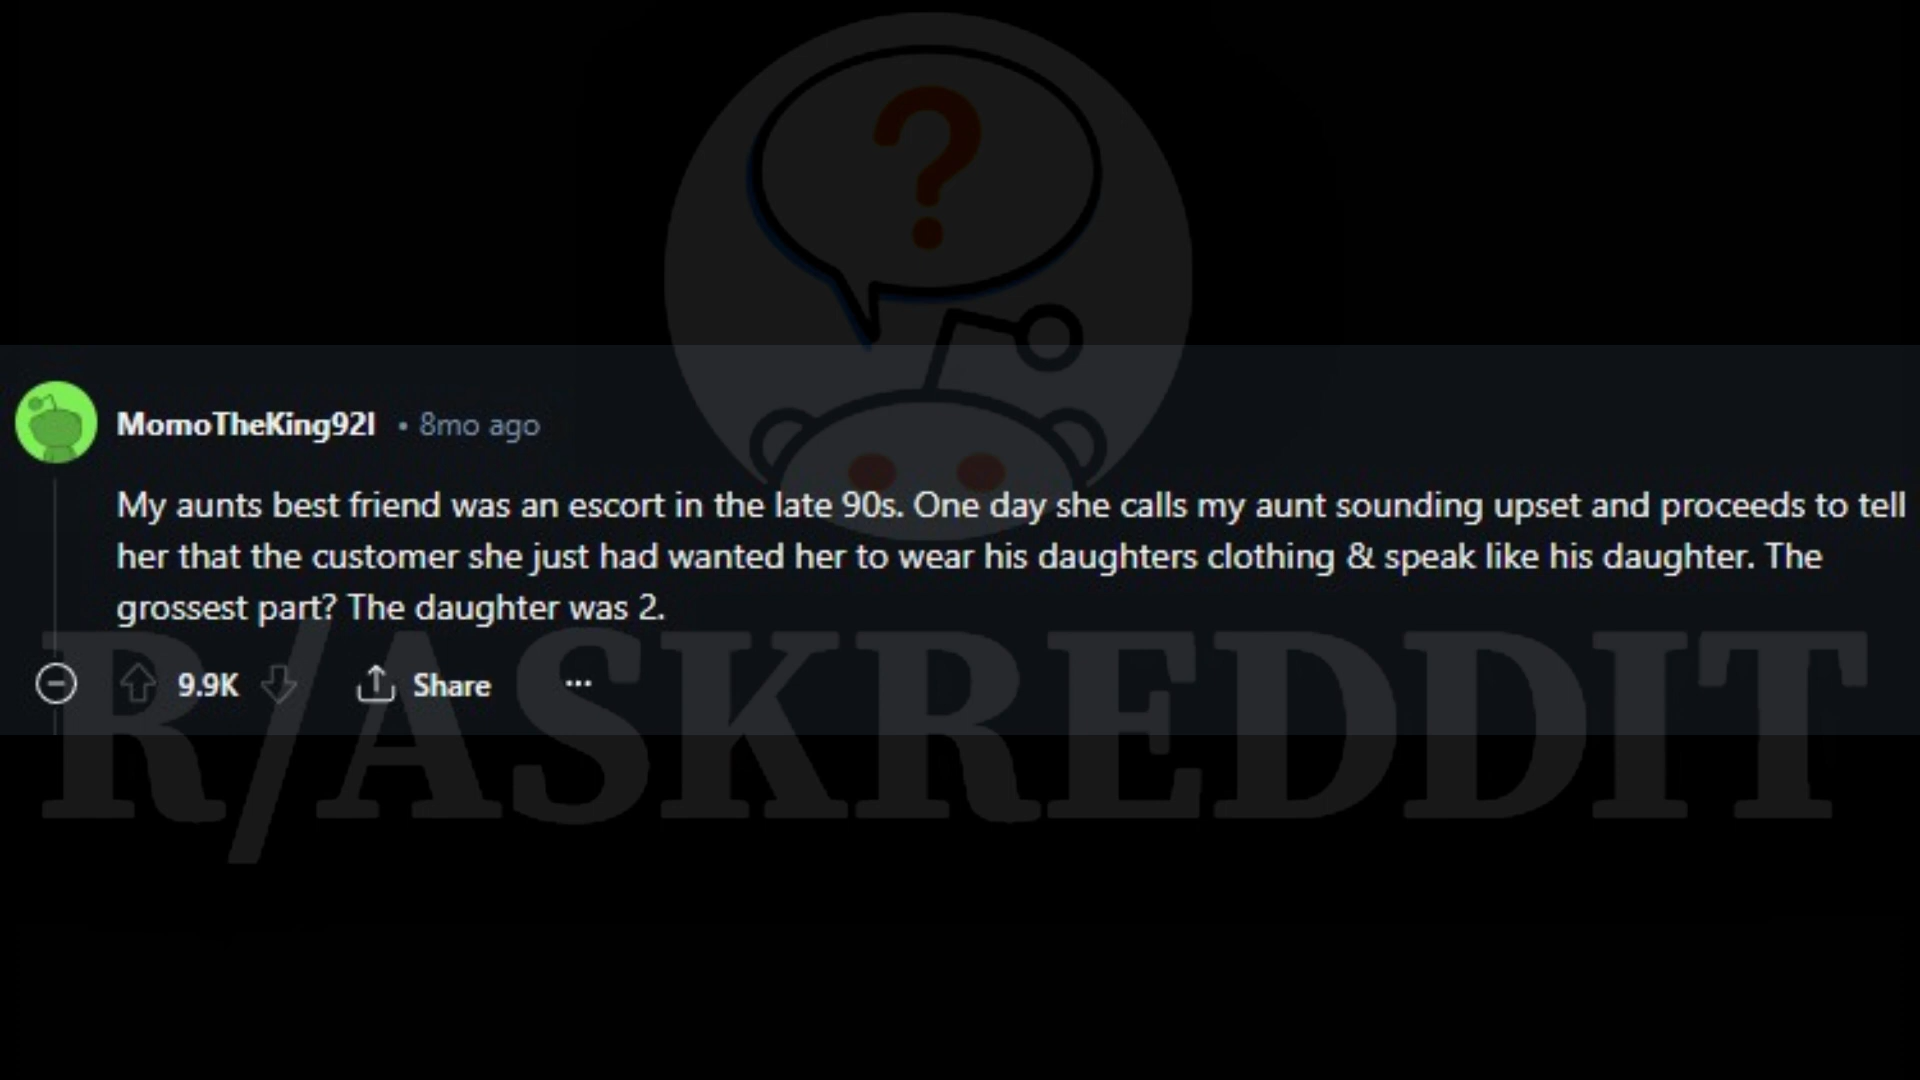 ?
MomoTheKing92l • 8mo ago
My aunts best friend was an escort in the late 90s. One day she calls my aunt sounding upset and proceeds to tell
her that the customer she just had wanted her to wear his daughters clothing & speak like his daughter. The
grossest part? The daughter was 2.
9.9K Share ...
R/ASKREDDIT